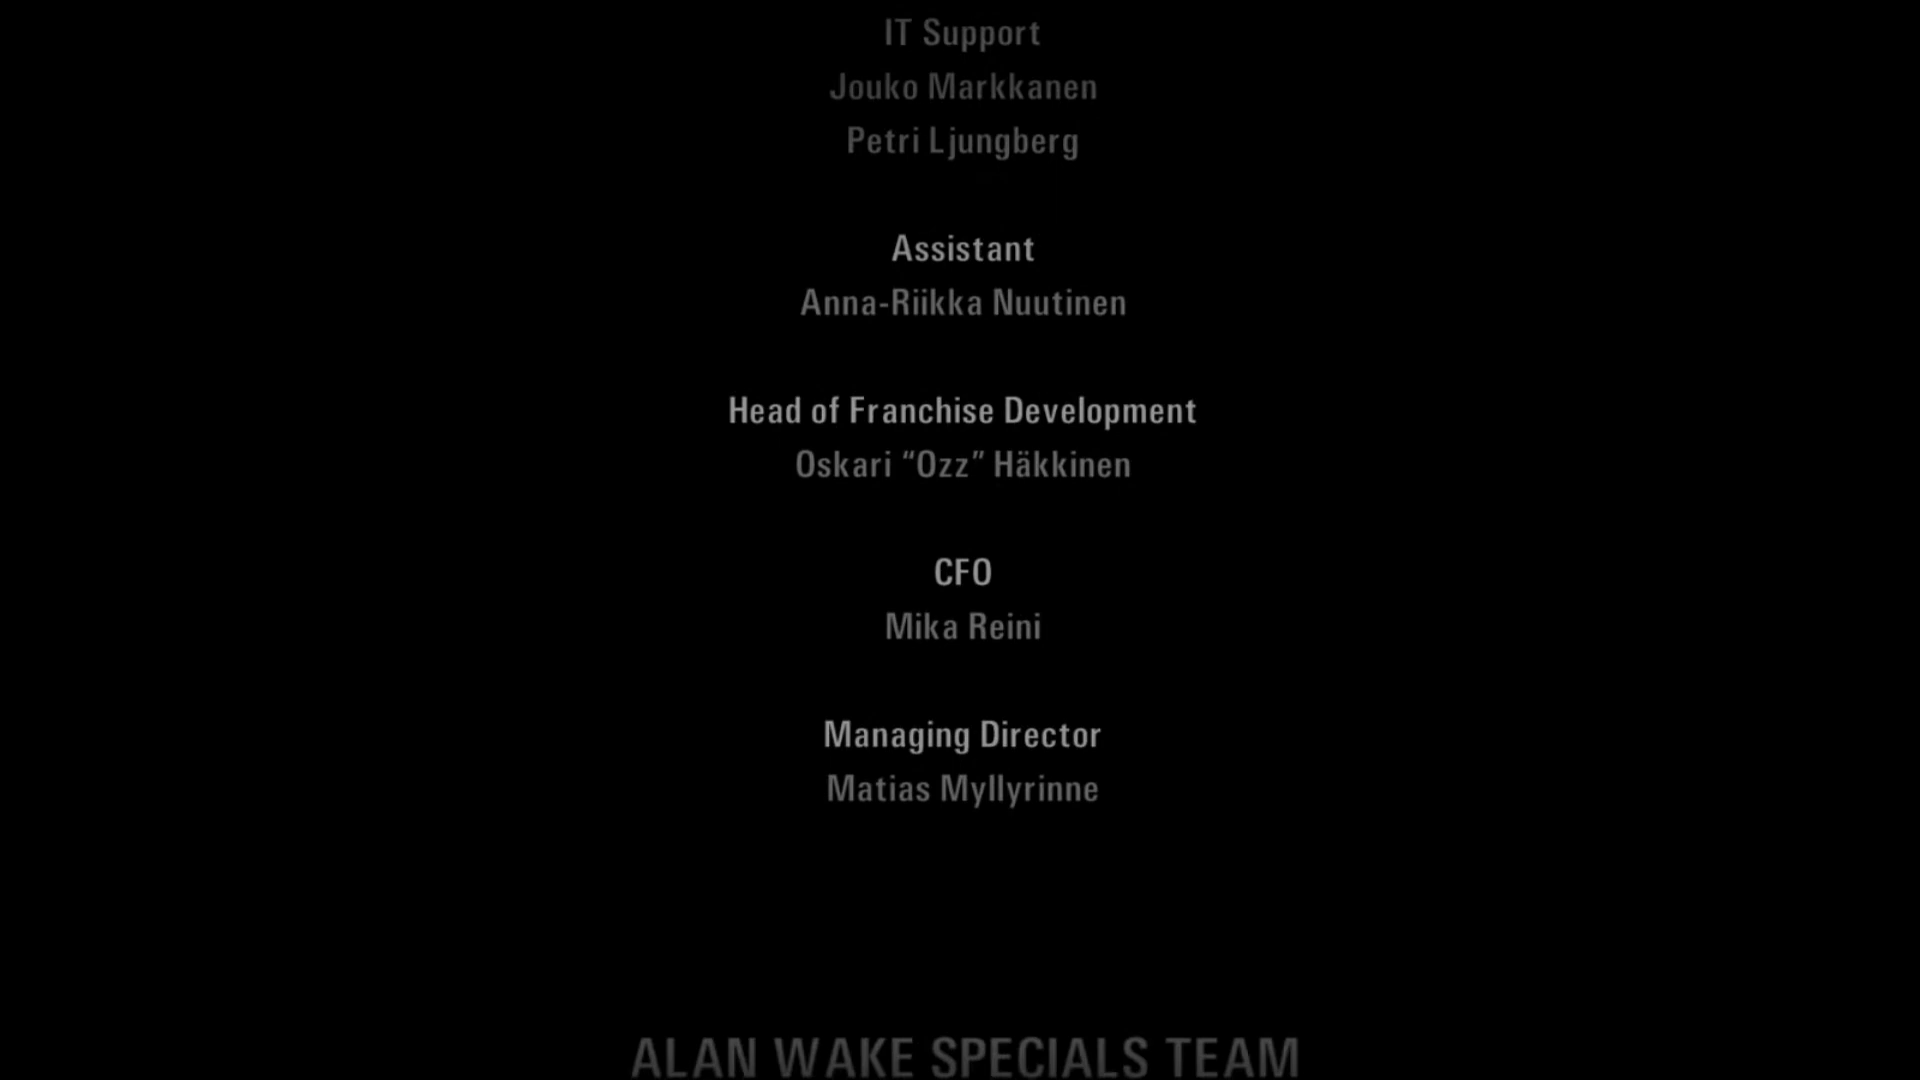 IT Support
Jouko Markkanen
Petri Ljungberg
Assistant
Anna-Riikka Nuutinen
Head of Franchise Development
Oskari “Ozz” Häkkinen
CFO
Mika Reini
Managing Director
Matias Myllyrinne
ALAN WAKE SPECIALS TEAM